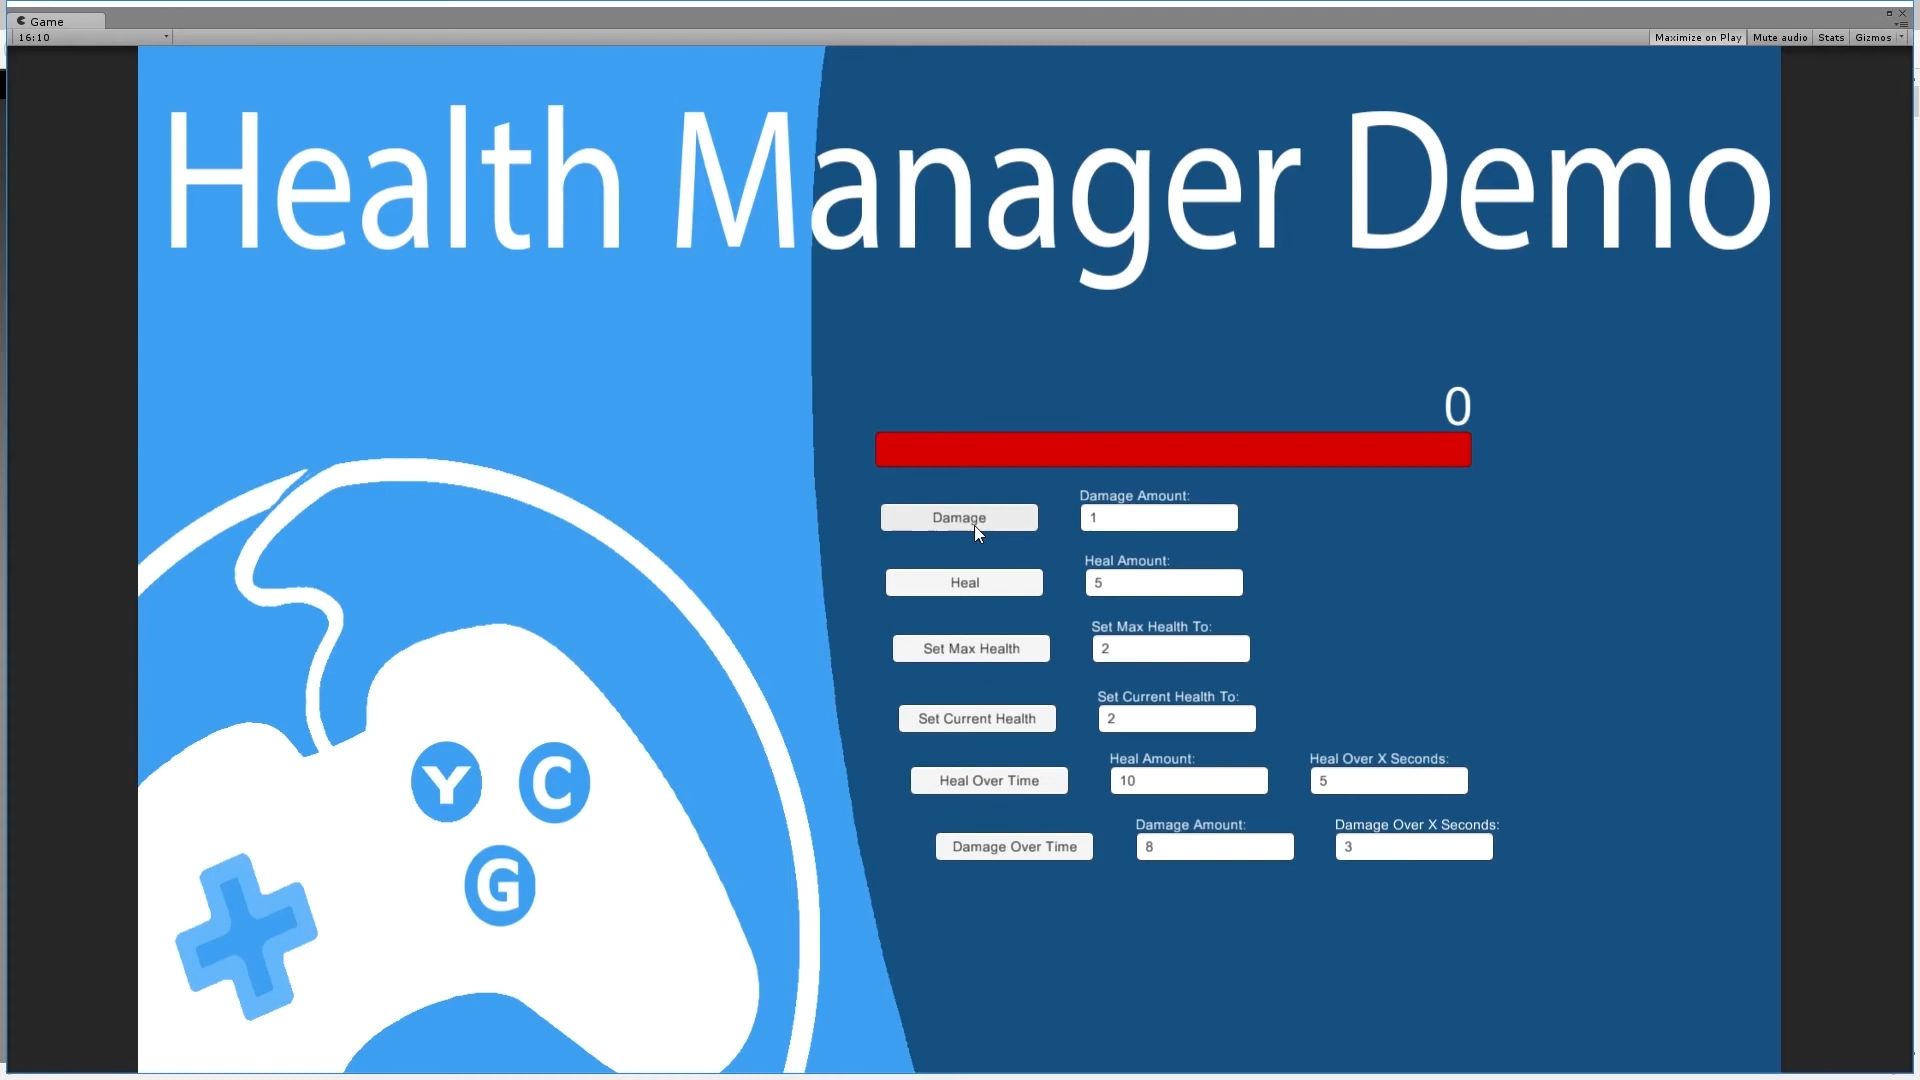 Game
16:10
Maximize on Play Mute audio Stats Gizmos
Health Manager Demo
0
Damage Amount:
Damage 1
Heal Amount:
Heal 5
Set Max Health To:
Set Max Health 2
Set Current Health To:
Set Current Health 2
Heal Amount: Heal Over X Seconds:
Heal Over Time 10 5
Damage Amount: Damage Over X Seconds:
Damage Over Time 8 3
Y C
G